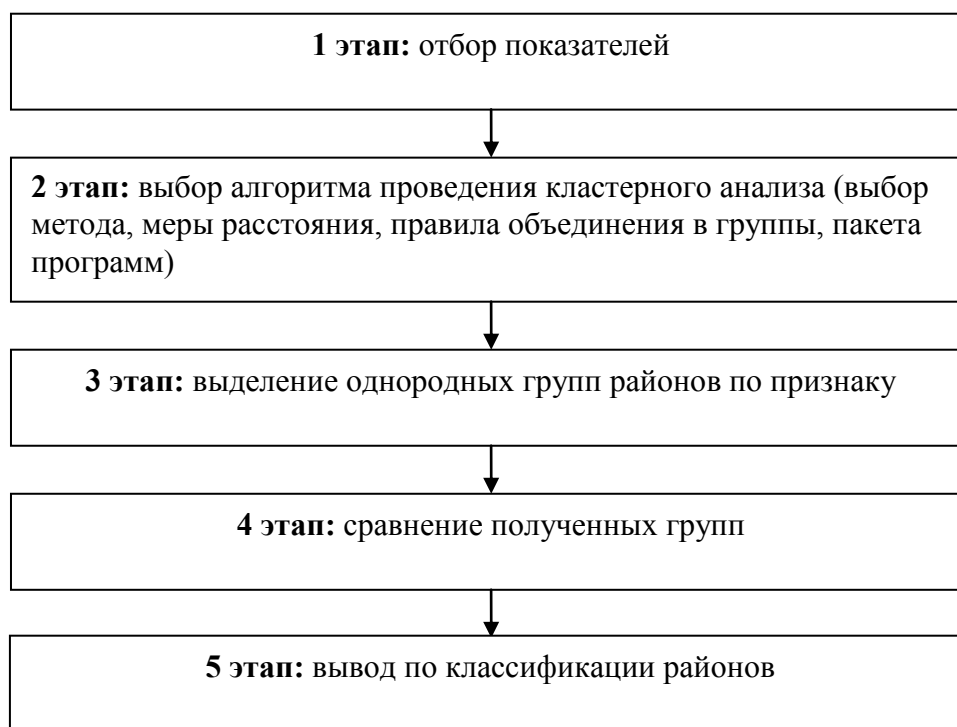 1 этап: отбор показателей
2 этап: выбор алгоритма проведения кластерного анализа (выбор
метода, меры расстояния, правила объединения в группы, пакета
программ)
3 этап: выделение однородных групп районов по признаку
4 этап: сравнение полученных групп
5 этап: вывод по классификации районов